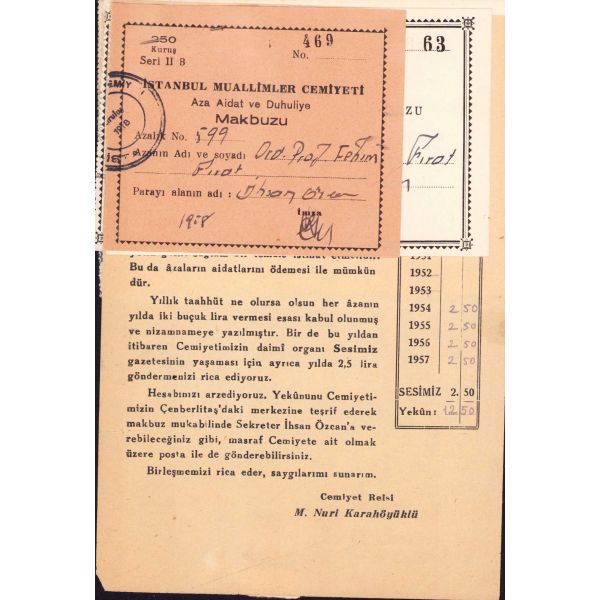 250
Kuruş
Seri II B
469
No.
İSTANBUL MUALLİMLER CEMİYETİ
Aza Aidat ve Duhuliye
Makbuzu
Azalık No. 599
Azanın Adı ve soyadı Ord. Prof Fehim
Fırat
Parayı alanın adı : İhsan Özcan
1958
İmza
63
ZU
Fırat
Bu da âzaların aidatlarını ödemesi ile mümkün
dür.
Yıllık taahhüt ne olursa olsun her âzanın
yılda iki buçuk lira vermesi esası kabul olunmuş
ve nizamnameye yazılmıştır. Bir de bu yıldan
itibaren Cemiyetimizin daimî organı Sesimiz
gazetesinin yaşaması için ayrıca yılda 2,5 lira
göndermenizi rica ediyoruz.
Hesabınızı arzediyoruz. Yekûnunu Cemiyeti-
mizin Çenberlitaş'daki merkezine teşrif ederek
makbuz mukabilinde Sekreter İhsan Özcan'a ve-
rebileceğiniz gibi, masraf Cemiyete ait olmak
üzere posta ile de gönderebilirsiniz.
Birleşmemizi rica eder, saygılarımı sunarım.
Cemiyet Reisi
M. Nuri Karahöyüklü
1951
1952
1953
1954 2 50
1955 2 50
1956 2 50
1957 2 50
SESİMİZ 2. 50
Yekûn: 12 50